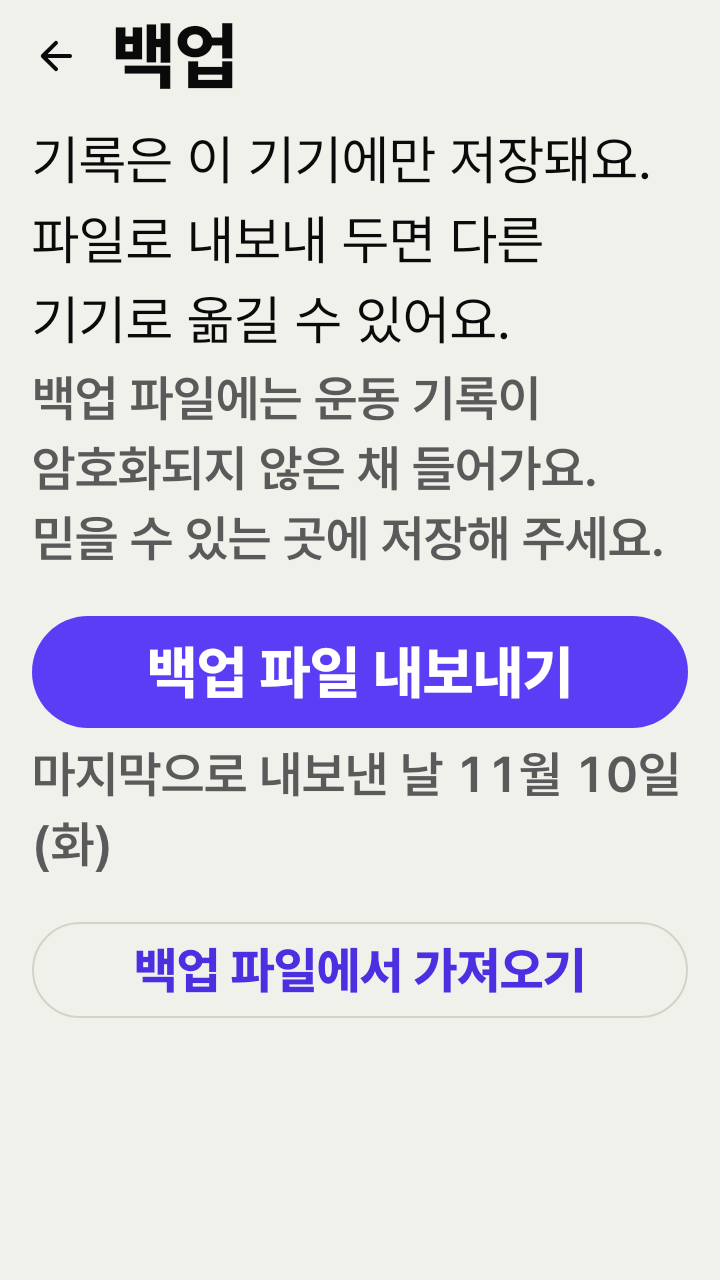 백업
기록은 이 기기에만 저장돼요.
파일로 내보내 두면 다른
기기로 옮길 수 있어요.
백업 파일에는 운동 기록이
암호화되지 않은 채 들어가요.
믿을 수 있는 곳에 저장해 주세요.
백업 파일 내보내기
마지막으로 내보낸 날 11월 10일
(화)
백업 파일에서 가져오기